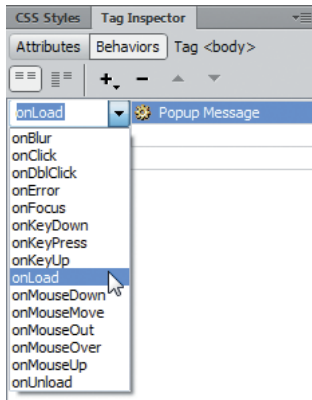 CSS Styles Tag Inspector
Attributes Behaviors Tag <body>
onLoad Popup Message
onBlur
onClick
onDblClick
onError
onFocus
onKeyDown
onKeyPress
onKeyUp
onLoad
onMouseDown
onMouseMove
onMouseOut
onMouseOver
onMouseUp
onUnload